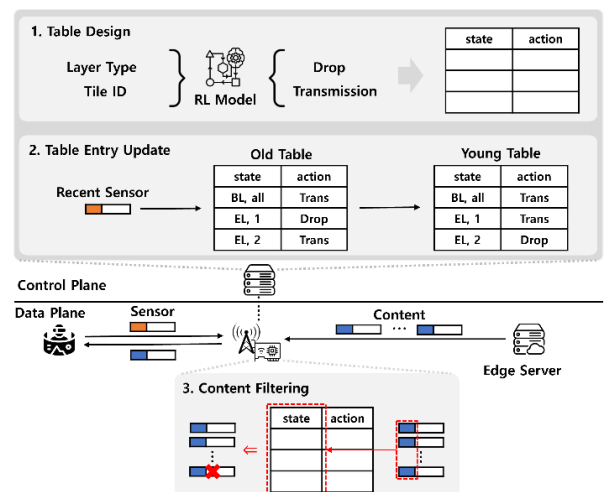 1. Table Design
Layer Type
Tile ID
RL Model
Drop
Transmission
state action
2. Table Entry Update
Recent Sensor
Old Table
state action
BL, all Trans
EL, 1 Drop
EL, 2 Trans
Young Table
state action
BL, all Trans
EL, 1 Trans
EL, 2 Drop
Control Plane
Data Plane
Sensor
Content
Edge Server
3. Content Filtering
state action